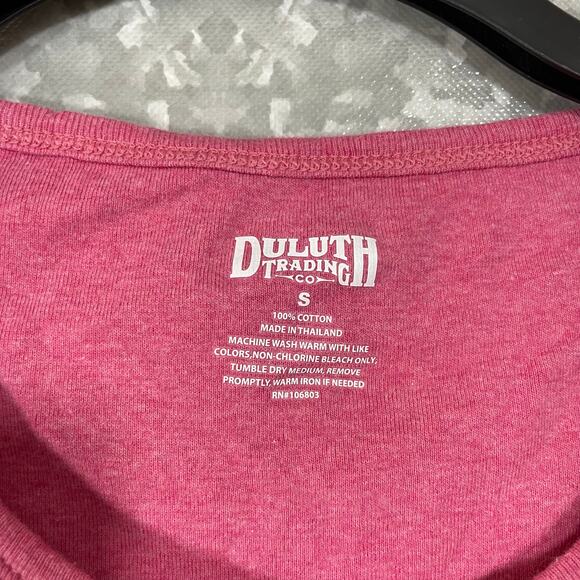 DULUTH
TRADING
CO
S
100% COTTON
MADE IN THAILAND
MACHINE WASH WARM WITH LIKE
COLORS,NON-CHLORINE BLEACH ONLY,
TUMBLE DRY MEDIUM, REMOVE
PROMPTLY, WARM IRON IF NEEDED
RN#106803